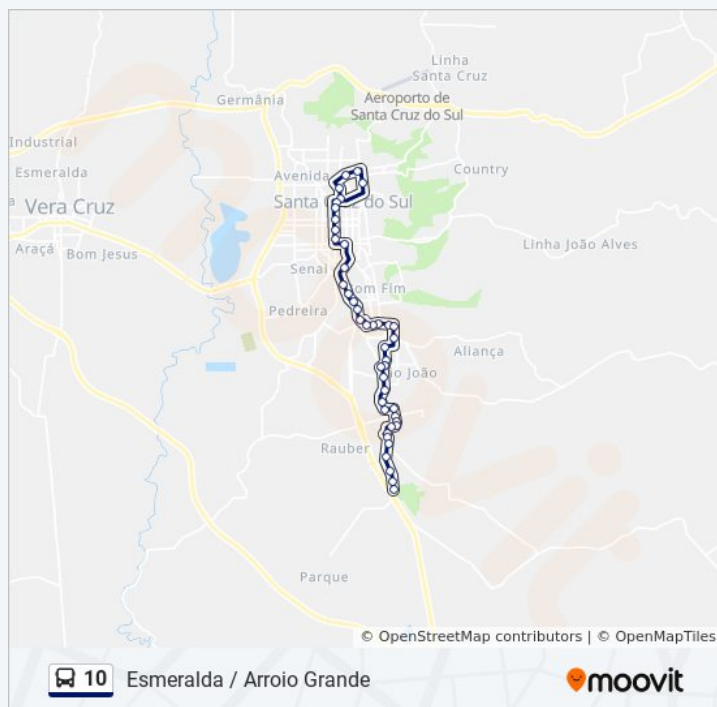 Linha
Santa Cruz
Germânia
Aeroporto de
Santa Cruz do Sul
Industrial
Esmeralda
Avenida
Country
Vera Cruz
Santa Cruz do Sul
Araçá
Bom Jesus
Linha João Alves
Senai
Bom Fim
Pedreira
Aliança
João
Rauber
Parque
© OpenStreetMap contributors | © OpenMapTiles
10 Esmeralda / Arroio Grande
moovit